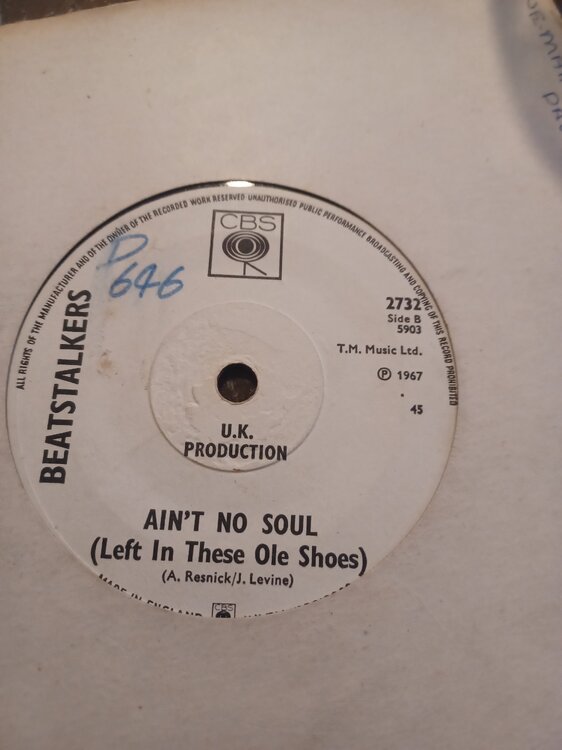 ALL RIGHTS OF THE MANUFACTURER AND OF THE OWNER OF THE RECORDED WORK RESERVED UNAUTHORISED PUBLIC PERFORMANCE BROADCASTING AND COPYING OF THIS RECORD PROHIBITED
CBS
D
646
BEATSTALKERS
2732
Side B
5903
T.M. Music Ltd.
℗ 1967
45
U.K.
PRODUCTION
AIN'T NO SOUL
(Left In These Ole Shoes)
(A. Resnick/J. Levine)
MADE IN ENGLAND
CBS